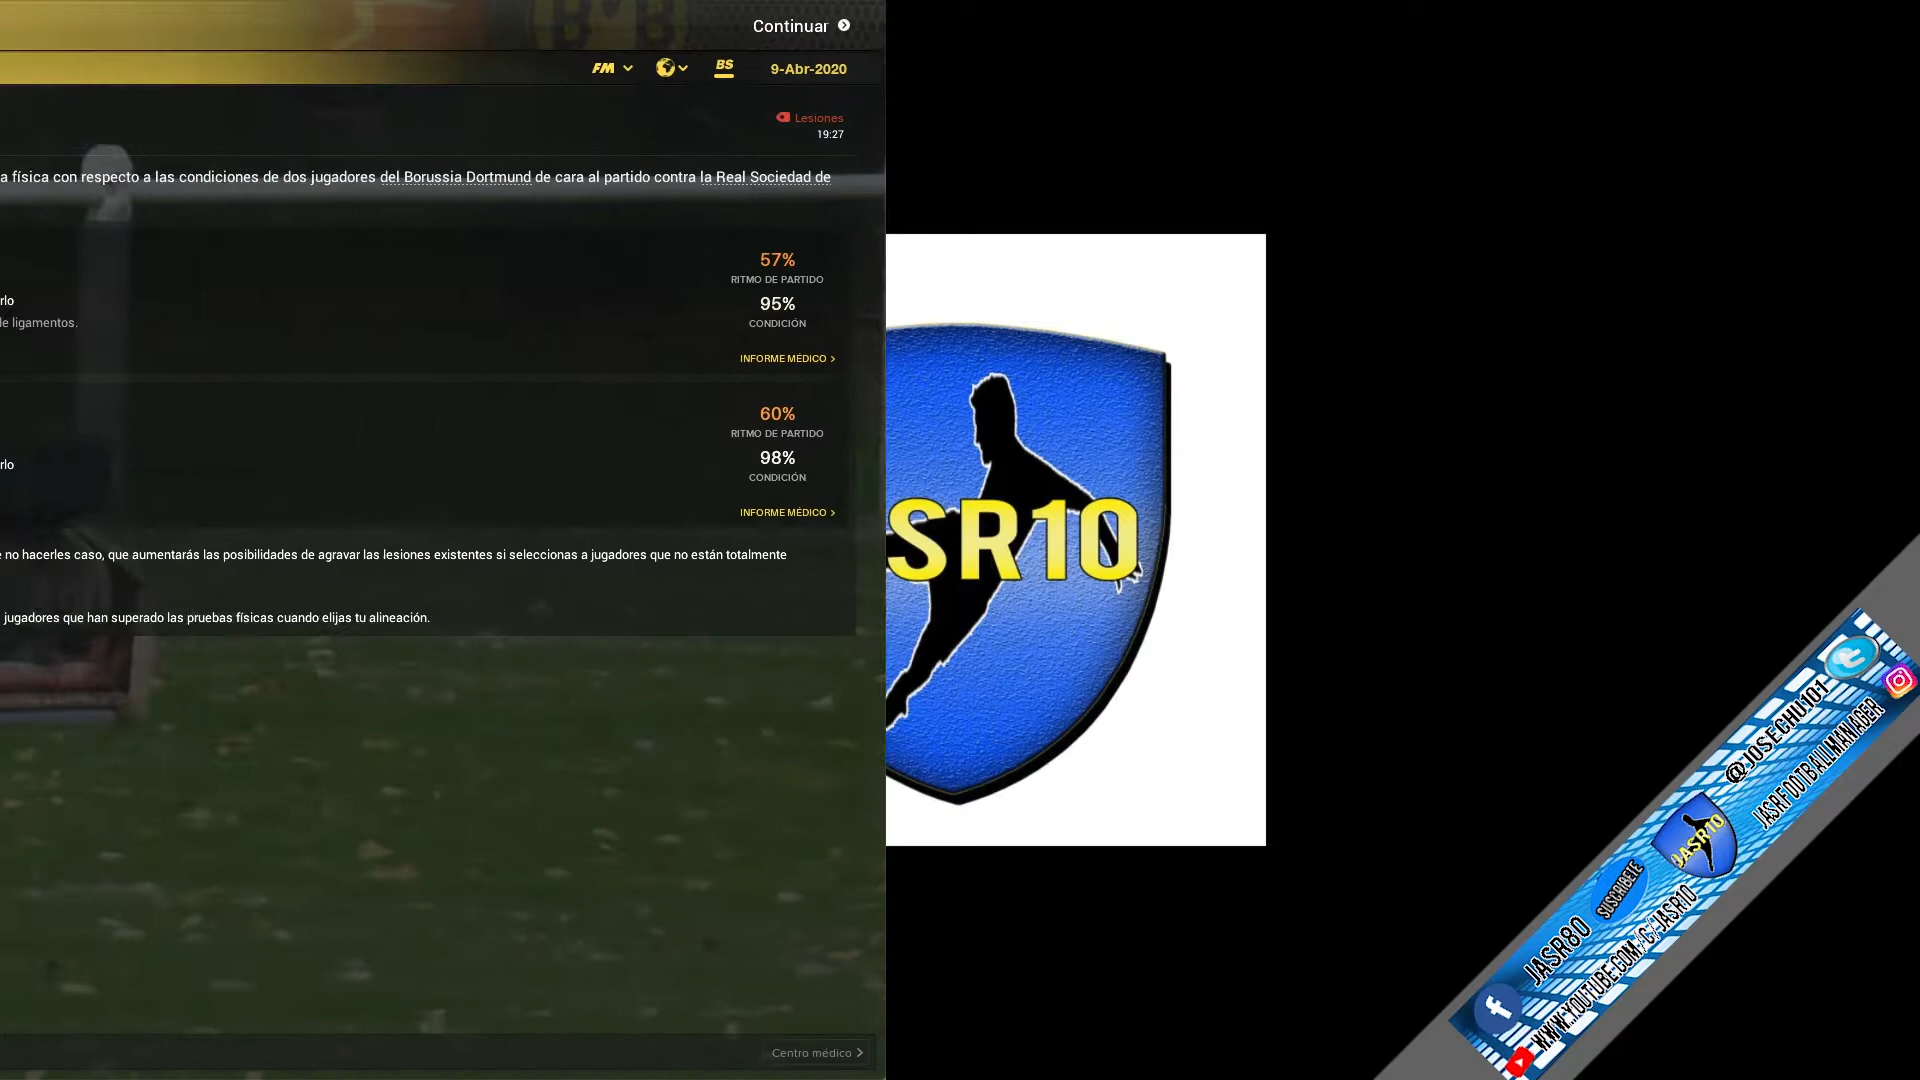 Continuar
FM
BS
9-Abr-2020
Lesiones
19:27
a física con respecto a las condiciones de dos jugadores del Borussia Dortmund de cara al partido contra la Real Sociedad de
57%
RITMO DE PARTIDO
rlo
95%
de ligamentos.
CONDICIÓN
INFORME MÉDICO >
60%
RITMO DE PARTIDO
rlo
98%
CONDICIÓN
INFORME MÉDICO >
e no hacerles caso, que aumentarás las posibilidades de agravar las lesiones existentes si seleccionas a jugadores que no están totalmente
jugadores que han superado las pruebas físicas cuando elijas tu alineación.
Centro médico >
SR10
@JOSECHU101
JASRFOOTBALLMANAGER
JASR10
SUSCRIBETE
JASR80
WWW.YOUTUBE.COM/C/JASR10